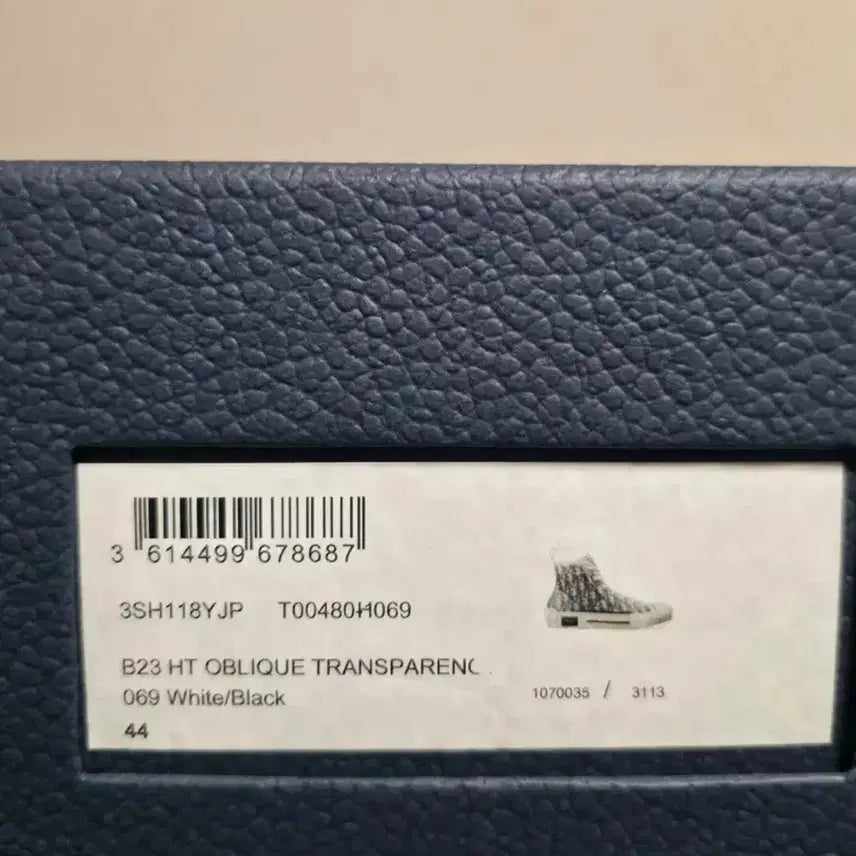 3 614499 678687
3SH118YJP T00480H069
B23 HT OBLIQUE TRANSPARENC .
069 White/Black
44
1070035 / 3113